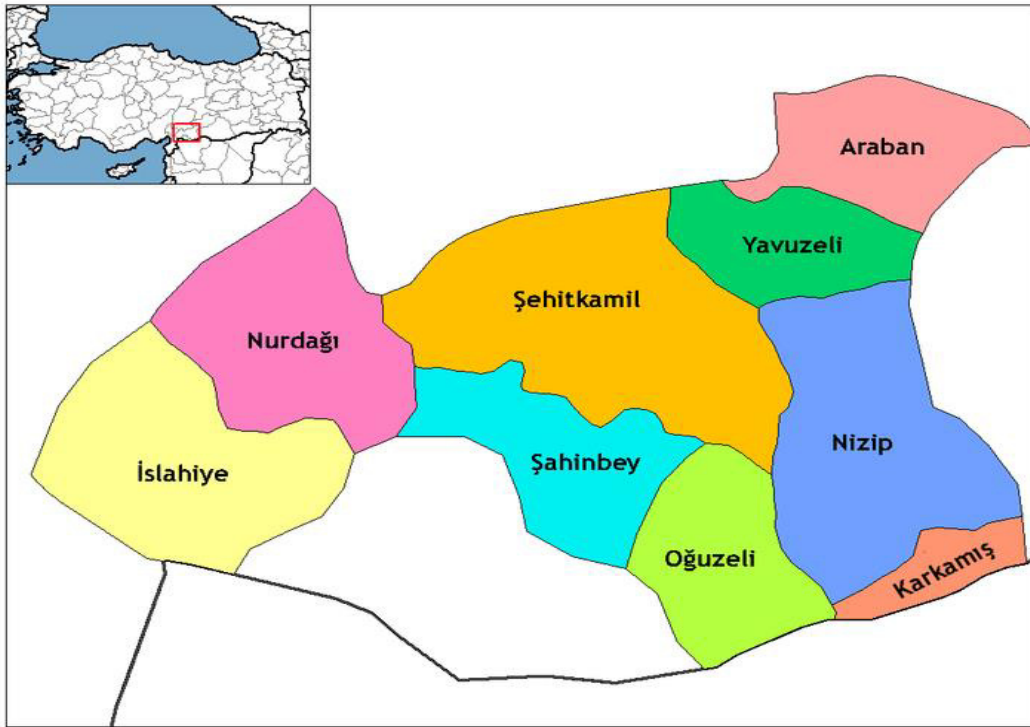 Araban
Yavuzeli
Şehitkamil
Nurdağı
Nizip
Şahinbey
İslahiye
Oğuzeli
Karkamış